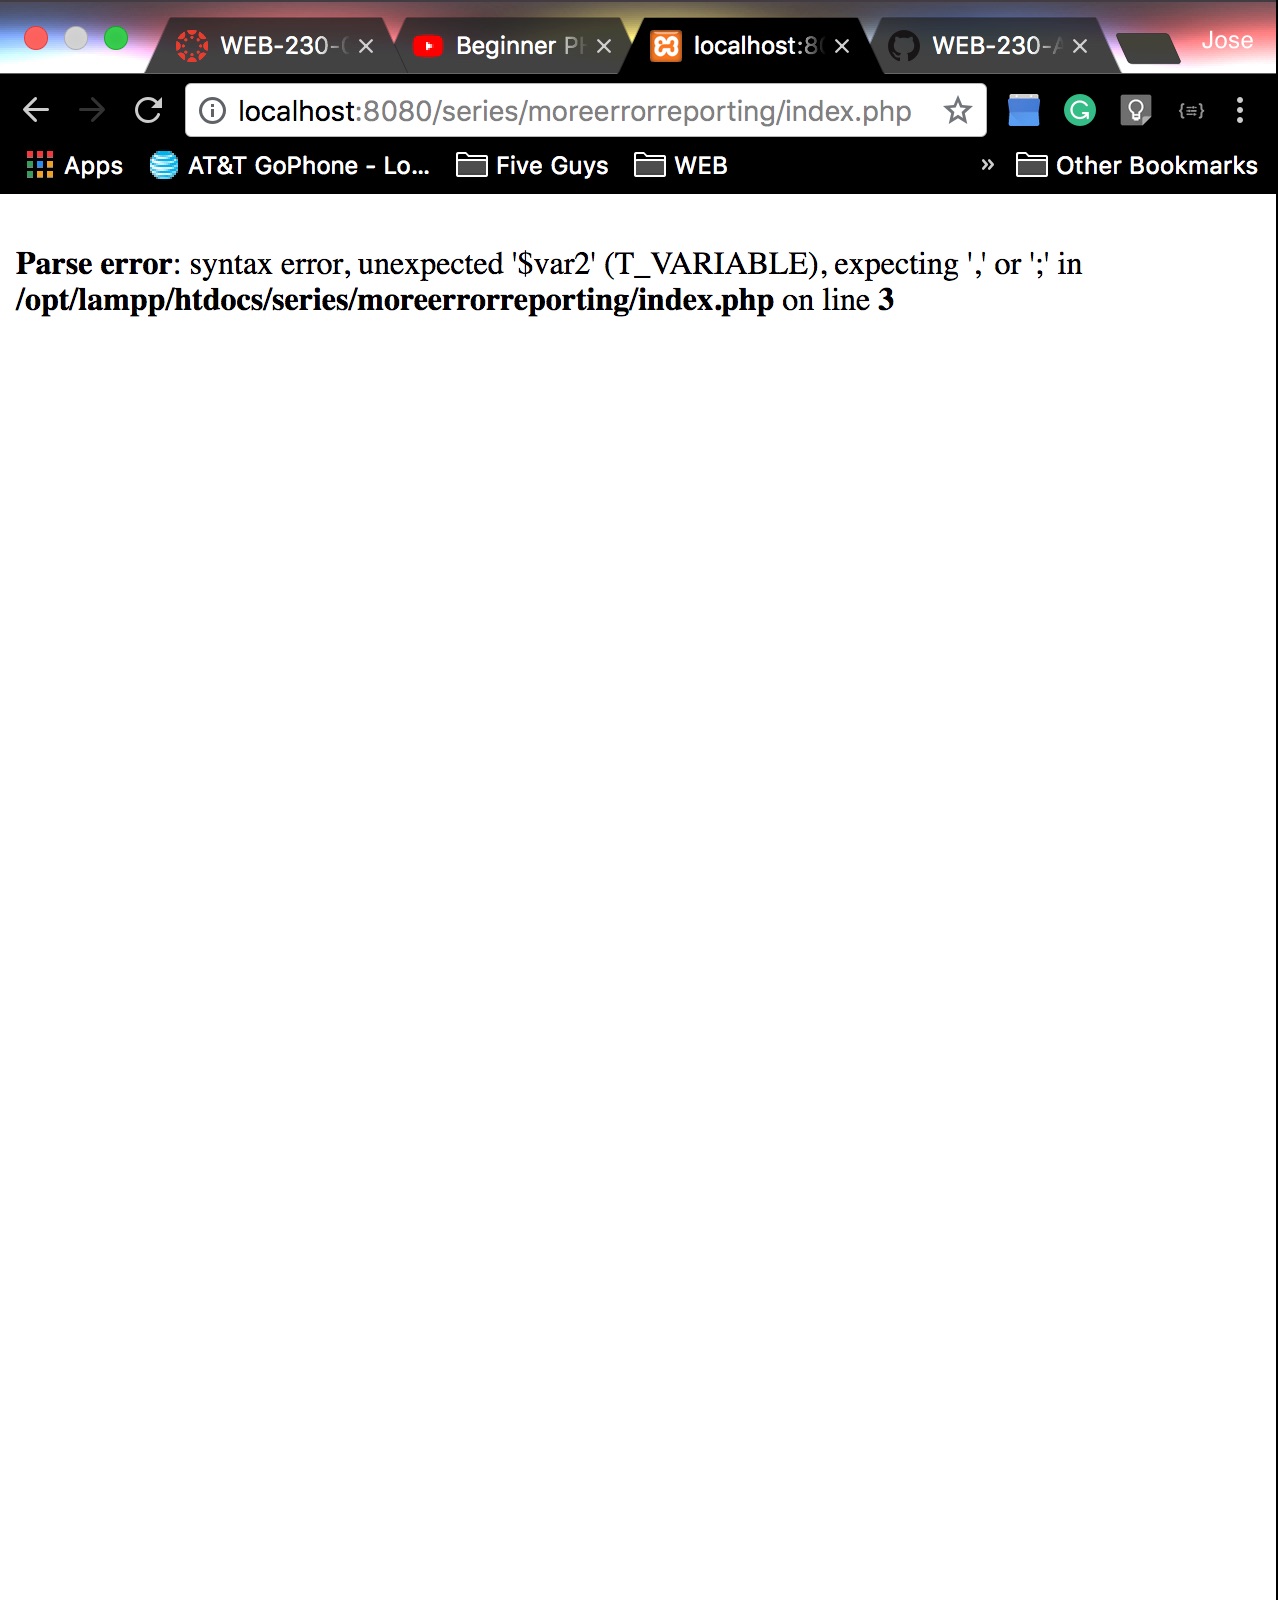 WEB-230-
Beginner PH
localhost:80
WEB-230-A
Jose
localhost:8080/series/moreerrorreporting/index.php
Apps
AT&T GoPhone - Lo...
Five Guys
WEB
»
Other Bookmarks
Parse error: syntax error, unexpected '$var2' (T_VARIABLE), expecting ',' or ';' in
/opt/lampp/htdocs/series/moreerrorreporting/index.php on line 3